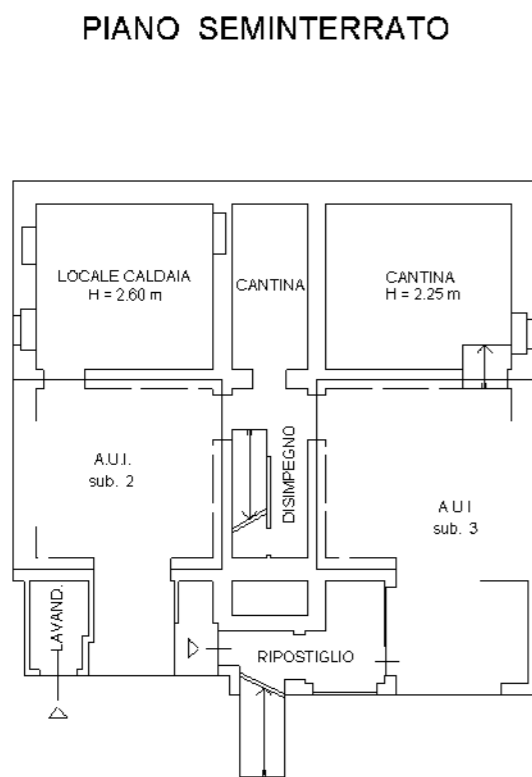 PIANO SEMINTERRATO
LOCALE CALDAIA
H = 2.60 m
CANTINA
CANTINA
H = 2.25 m
DISIMPEGNO
A.U.I.
sub. 2
A U I
sub. 3
LAVAND.
RIPOSTIGLIO